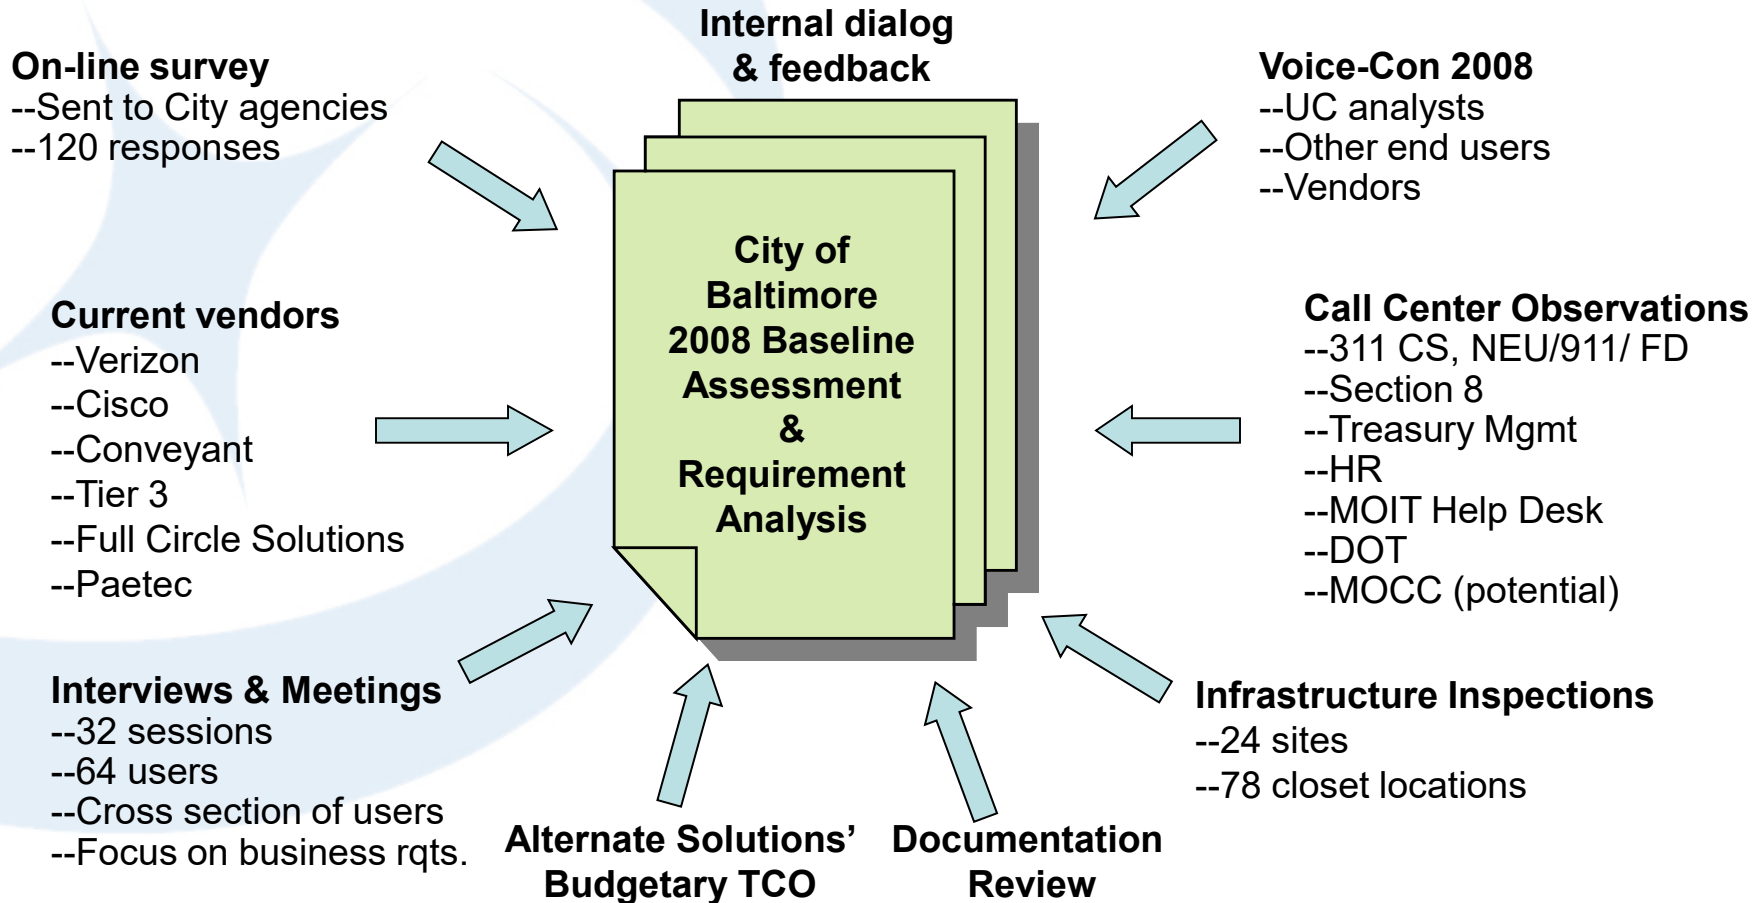 Internal dialog
& feedback
On-line survey
--Sent to City agencies
--120 responses
Voice-Con 2008
--UC analysts
--Other end users
--Vendors
City of
Baltimore
2008 Baseline
Assessment
&
Requirement
Analysis
Current vendors
--Verizon
--Cisco
--Conveyant
--Tier 3
--Full Circle Solutions
--Paetec
Call Center Observations
--311 CS, NEU/911/ FD
--Section 8
--Treasury Mgmt
--HR
--MOIT Help Desk
--DOT
--MOCC (potential)
Interviews & Meetings
--32 sessions
--64 users
--Cross section of users
--Focus on business rqts.
Alternate Solutions’
Budgetary TCO
Documentation
Review
Infrastructure Inspections
--24 sites
--78 closet locations